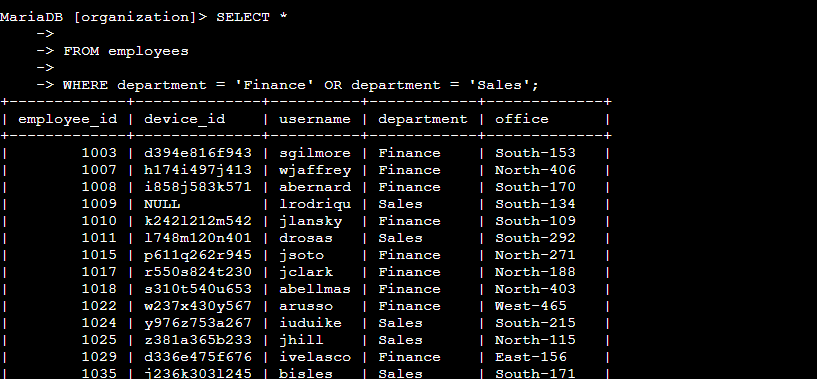 MariaDB [organization]> SELECT *
    ->
    -> FROM employees
    ->
    -> WHERE department = 'Finance' OR department = 'Sales';
+-------------+--------------+----------+------------+-------------+
| employee_id | device_id    | username | department | office      |
+-------------+--------------+----------+------------+-------------+
|        1003 | d394e816f943 | sgilmore | Finance    | South-153   |
|        1007 | h174i497j413 | wjaffrey | Finance    | North-406   |
|        1008 | i858j583k571 | abernard | Finance    | South-170   |
|        1009 | NULL         | lrodriqu | Sales      | South-134   |
|        1010 | k242l212m542 | jlansky  | Finance    | South-109   |
|        1011 | l748m120n401 | drosas   | Sales      | South-292   |
|        1015 | p611q262r945 | jsoto    | Finance    | North-271   |
|        1017 | r550s824t230 | jclark   | Finance    | North-188   |
|        1018 | s310t540u653 | abellmas | Finance    | North-403   |
|        1022 | w237x430y567 | arusso   | Finance    | West-465    |
|        1024 | y976z753a267 | iuduike  | Sales      | South-215   |
|        1025 | z381a365b233 | jhill    | Sales      | North-115   |
|        1029 | d336e475f676 | ivelasco | Finance    | East-156    |
|        1035 | j236k303l245 | bisles   | Sales      | South-171   |